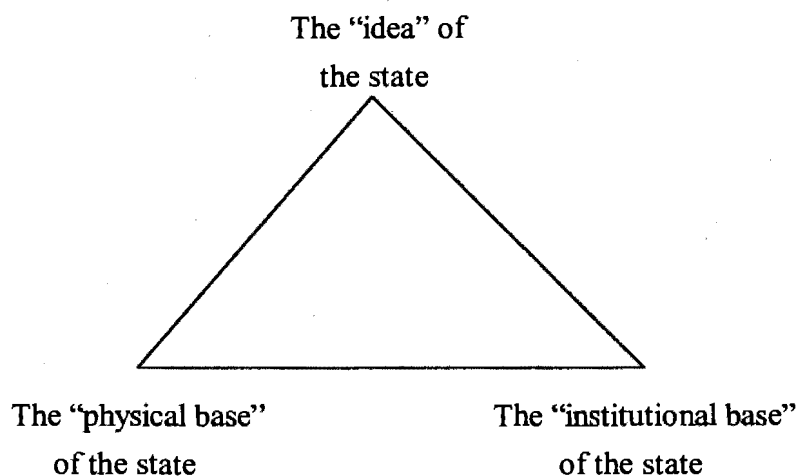 The “idea” of
the state
The “physical base”
of the state
The “institutional base”
of the state